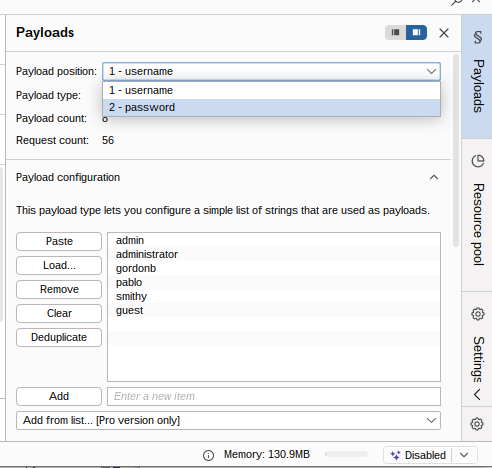 Payloads
Payload position: 1 - username
1 - username
2 - password
Payload type:
Payload count: 8
Request count: 56
Payload configuration
This payload type lets you configure a simple list of strings that are used as payloads.
Paste
Load...
Remove
Clear
Deduplicate
admin
administrator
gordonb
pablo
smithy
guest
Add
Enter a new item
Add from list... [Pro version only]
Payloads
Resource pool
Settings
Memory: 130.9MB
Disabled